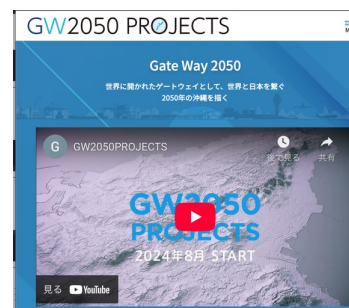 GW2050 PROJECTS
M
Gate Way 2050
世界に開かれたゲートウェイとして、世界と日本を繋ぐ
2050年の沖縄を描く
G GW2050PROJECTS
後で見る 共有
GW2050
PROJECTS
2024年8月 START
見る YouTube